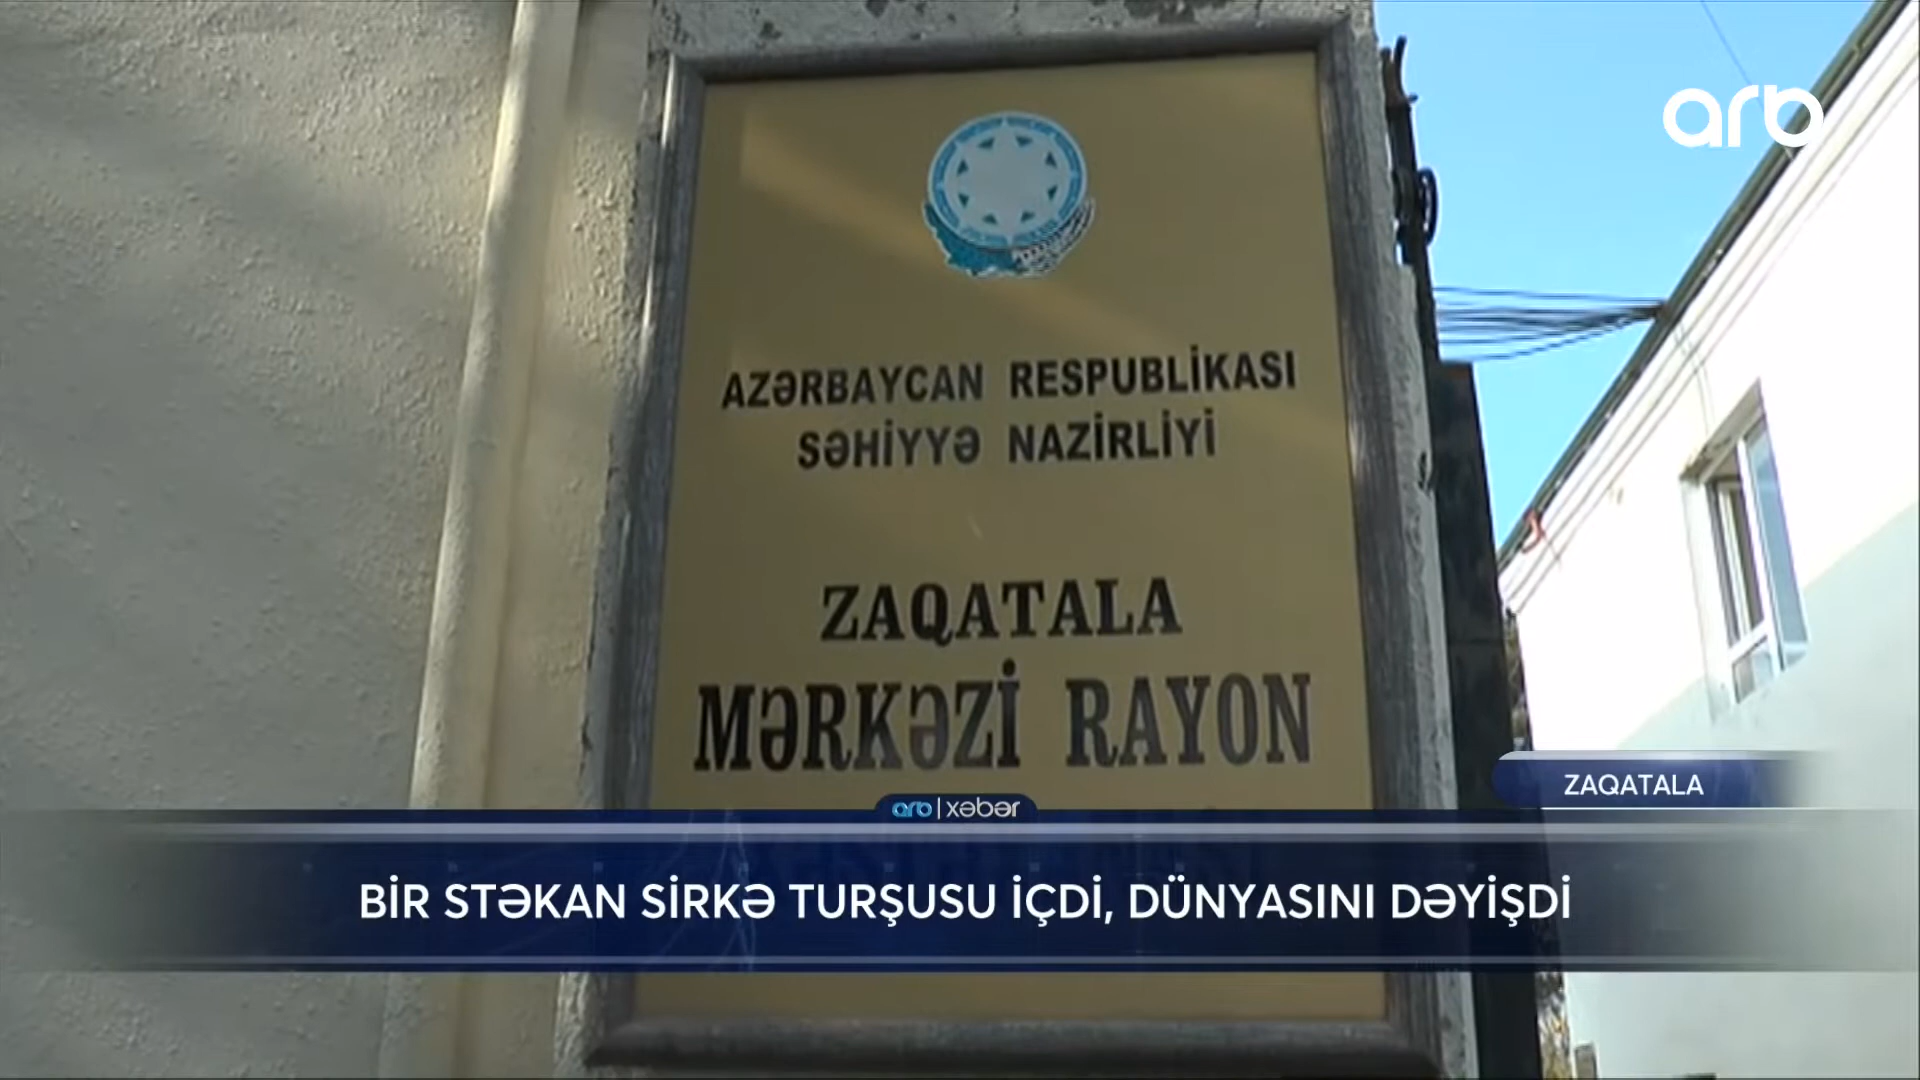 arb
AZƏRBAYCAN RESPUBLİKASI
SƏHİYYƏ NAZİRLİYİ
ZAQATALA
MƏRKƏZİ RAYON
ZAQATALA
arb | xəbər
BİR STƏKAN SİRKƏ TURŞUSU İÇDİ, DÜNYASINI DƏYİŞDİ